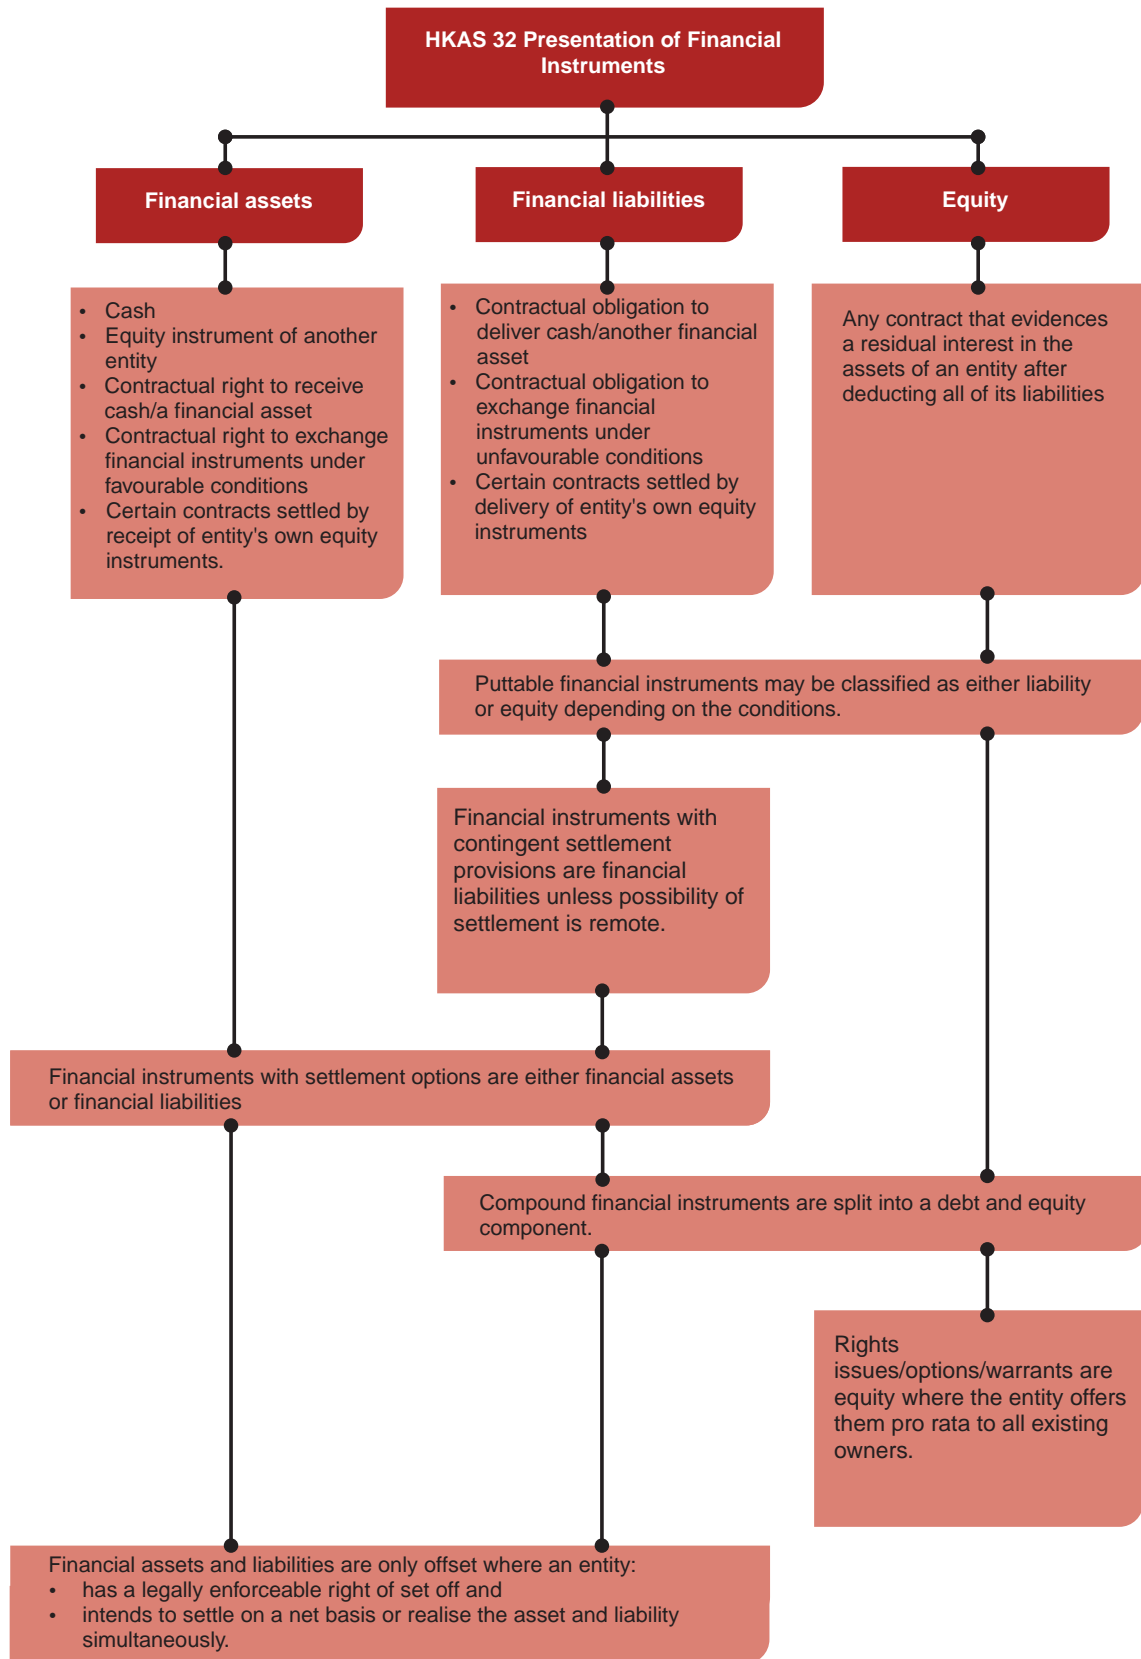 HKAS 32 Presentation of Financial
Instruments
Financial assets
Financial liabilities
Equity
• Cash
• Equity instrument of another
entity
• Contractual right to receive
cash/a financial asset
• Contractual right to exchange
financial instruments under
favourable conditions
• Certain contracts settled by
receipt of entity's own equity
instruments.
• Contractual obligation to
deliver cash/another financial
asset
• Contractual obligation to
exchange financial
instruments under
unfavourable conditions
• Certain contracts settled by
delivery of entity's own equity
instruments
Any contract that evidences
a residual interest in the
assets of an entity after
deducting all of its liabilities
Puttable financial instruments may be classified as either liability
or equity depending on the conditions.
Financial instruments with
contingent settlement
provisions are financial
liabilities unless possibility of
settlement is remote.
Financial instruments with settlement options are either financial assets
or financial liabilities
Compound financial instruments are split into a debt and equity
component.
Rights
issues/options/warrants are
equity where the entity offers
them pro rata to all existing
owners.
Financial assets and liabilities are only offset where an entity:
• has a legally enforceable right of set off and
• intends to settle on a net basis or realise the asset and liability
simultaneously.